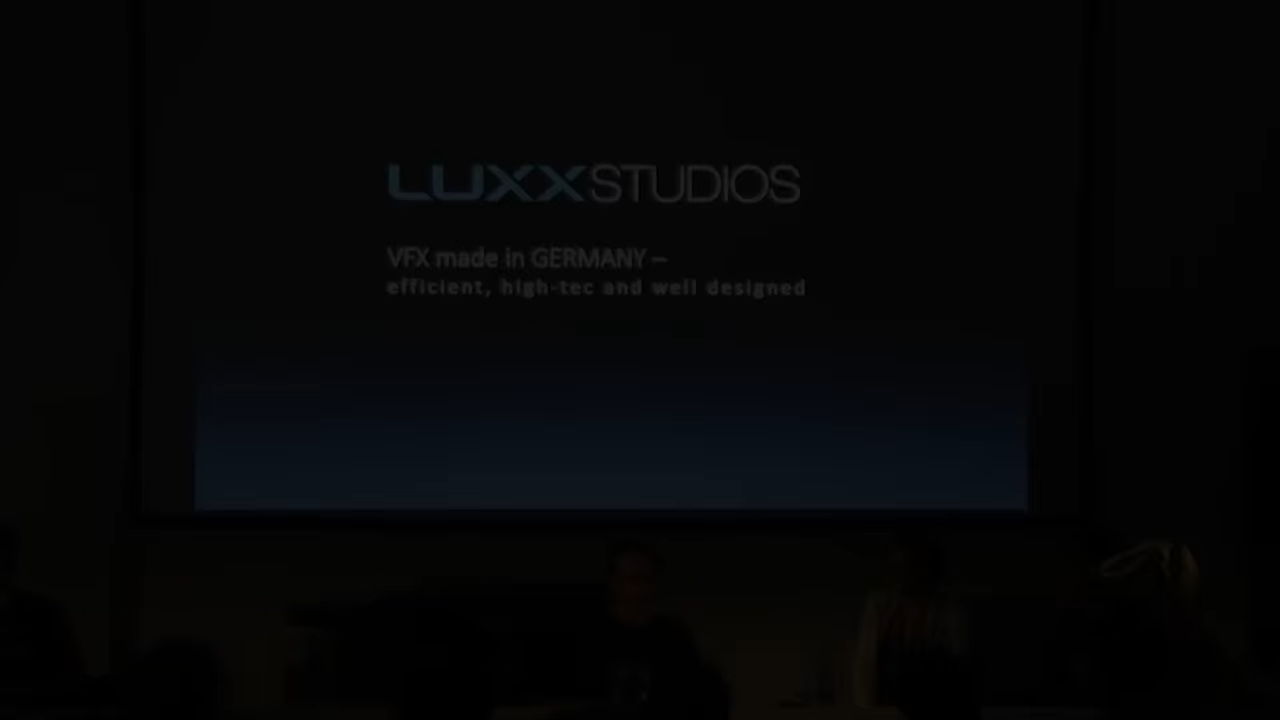 LUXXSTUDIOS
VFX made in GERMANY –
efficient, high-tec and well designed